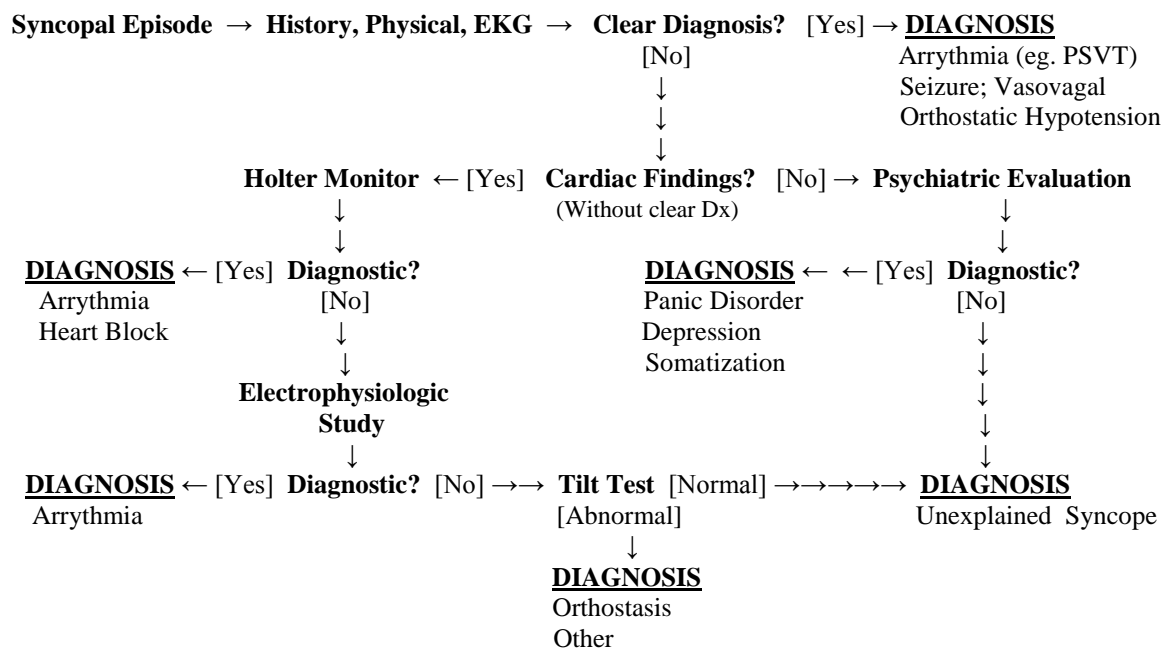 Syncopal Episode → History, Physical, EKG → Clear Diagnosis? [Yes] → DIAGNOSIS
[No] Arrythmia (eg. PSVT)
↓ Seizure; Vasovagal
↓ Orthostatic Hypotension
↓
Holter Monitor ← [Yes] Cardiac Findings? [No] → Psychiatric Evaluation
↓ (Without clear Dx) ↓
↓ ↓
DIAGNOSIS ← [Yes] Diagnostic? DIAGNOSIS ← ← [Yes] Diagnostic?
Arrythmia [No] Panic Disorder [No]
Heart Block ↓ Depression ↓
↓ Somatization ↓
Electrophysiologic ↓
Study ↓
↓ ↓
DIAGNOSIS ← [Yes] Diagnostic? [No] →→ Tilt Test [Normal] →→→→→ DIAGNOSIS
Arrythmia [Abnormal] Unexplained Syncope
↓
DIAGNOSIS
Orthostasis
Other